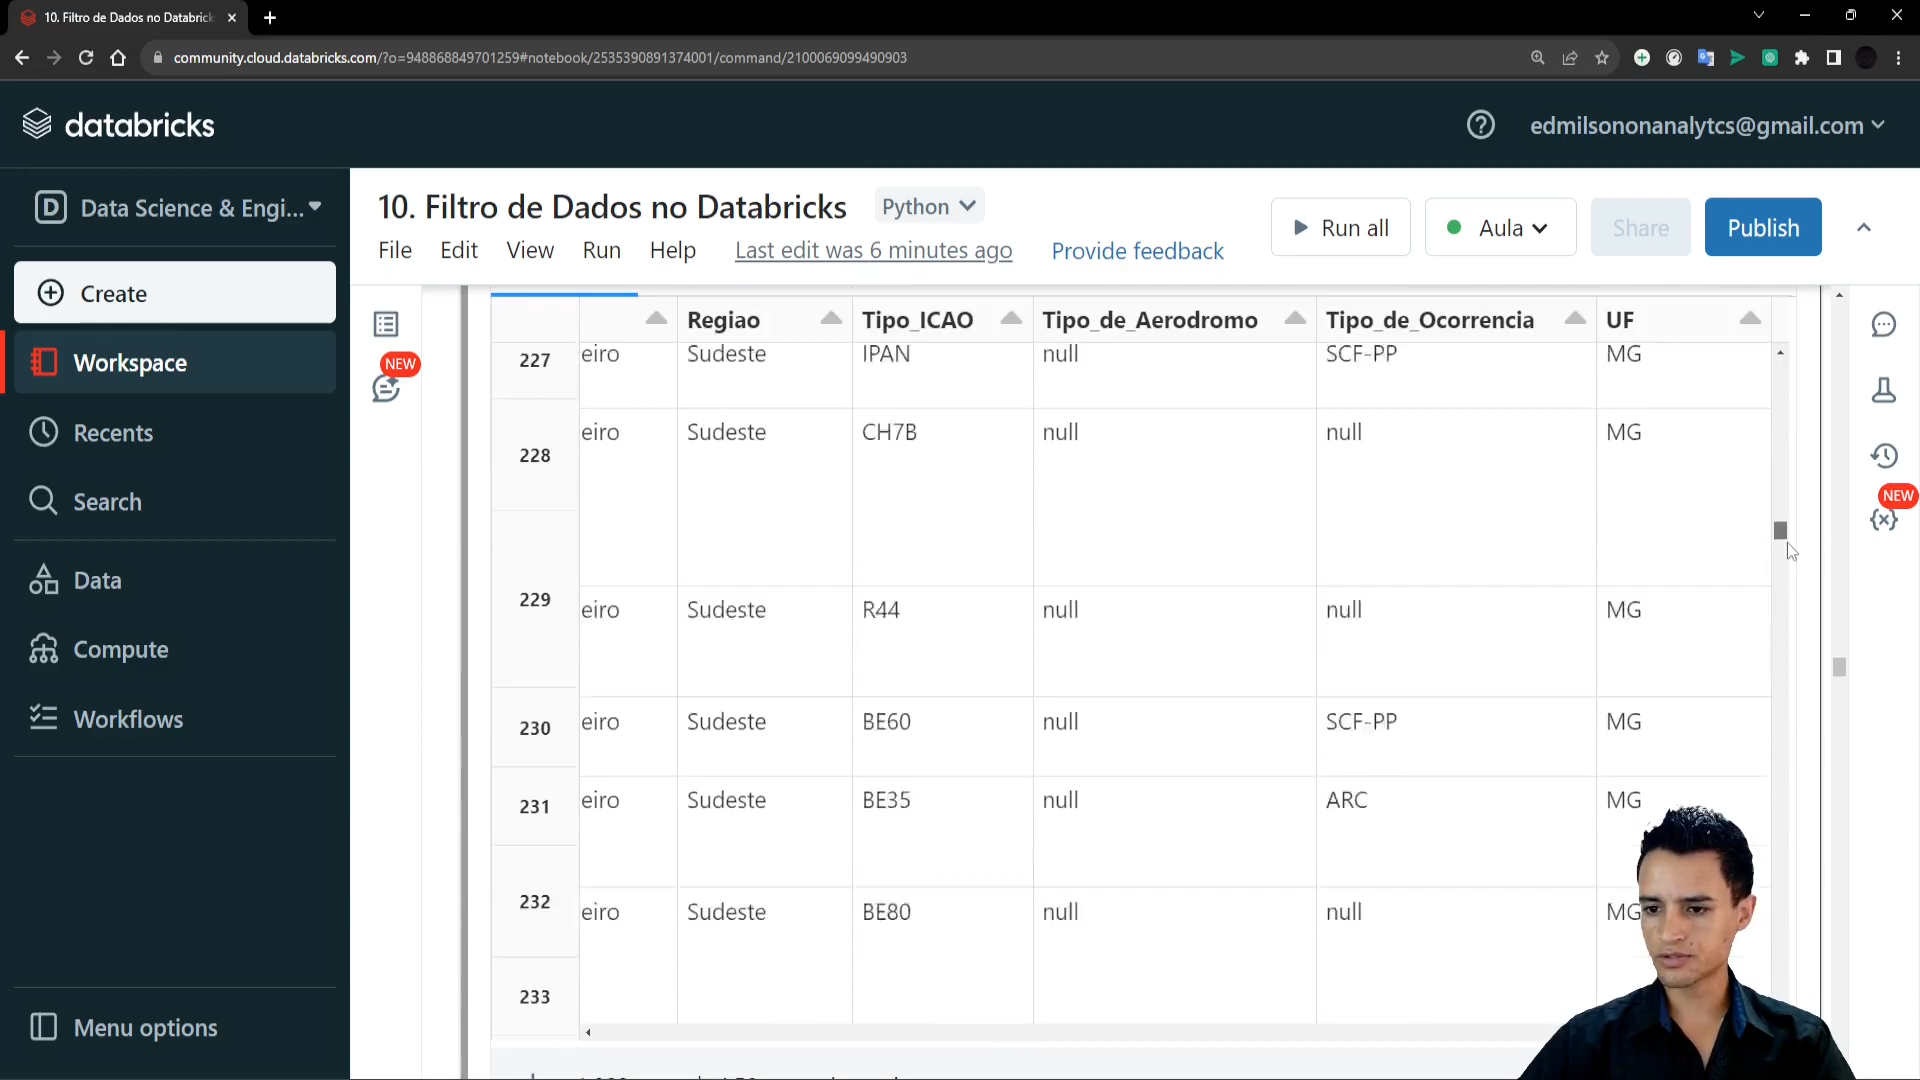 10. Filtro de Dados no Databrick
community.cloud.databricks.com/?o=948868849701259#notebook/2535390891374001/command/2100069099490903
databricks
edmilsononanalytcs@gmail.com
D Data Science & Engi...
10. Filtro de Dados no Databricks
Python
File Edit View Run Help Last edit was 6 minutes ago Provide feedback
Run all
Aula
Share
Publish
Create
Workspace
Recents
Search
Data
Compute
Workflows
Menu options
NEW
NEW
Regiao Tipo_ICAO Tipo_de_Aerodromo Tipo_de_Ocorrencia UF
227 eiro Sudeste IPAN null SCF-PP MG
228 eiro Sudeste CH7B null null MG
229 eiro Sudeste R44 null null MG
230 eiro Sudeste BE60 null SCF-PP MG
231 eiro Sudeste BE35 null ARC MG
232 eiro Sudeste BE80 null null MG
233